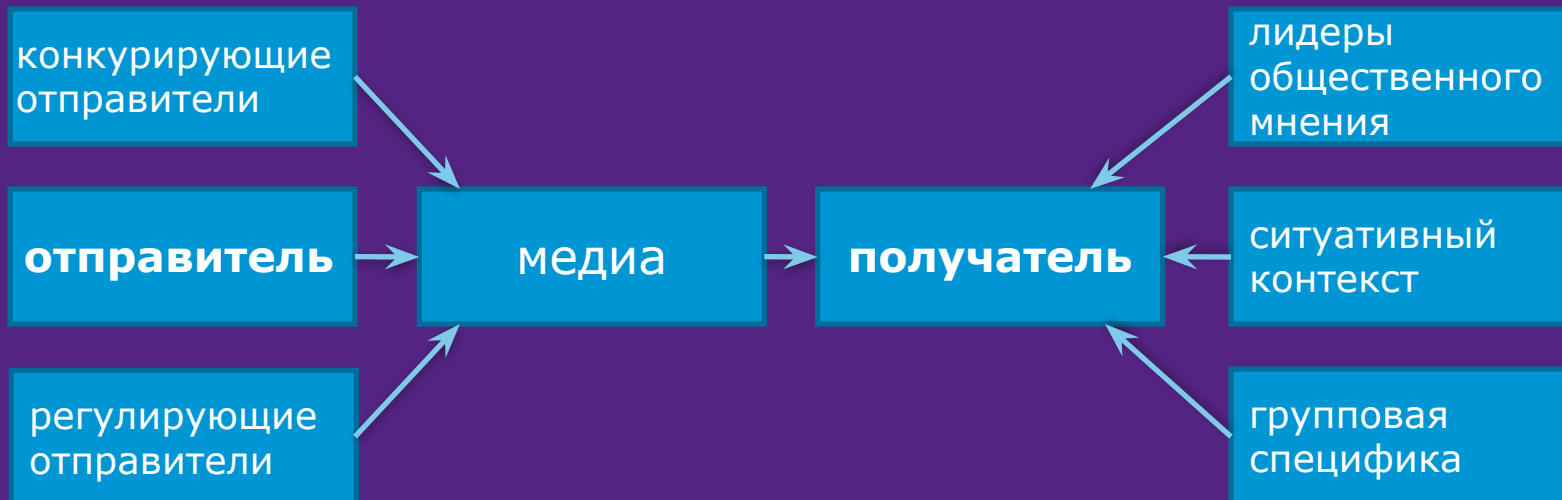 конкурирующие
отправители
отправитель
регулирующие
отправители
медиа
получатель
лидеры
общественного
мнения
ситуативный
контекст
групповая
специфика